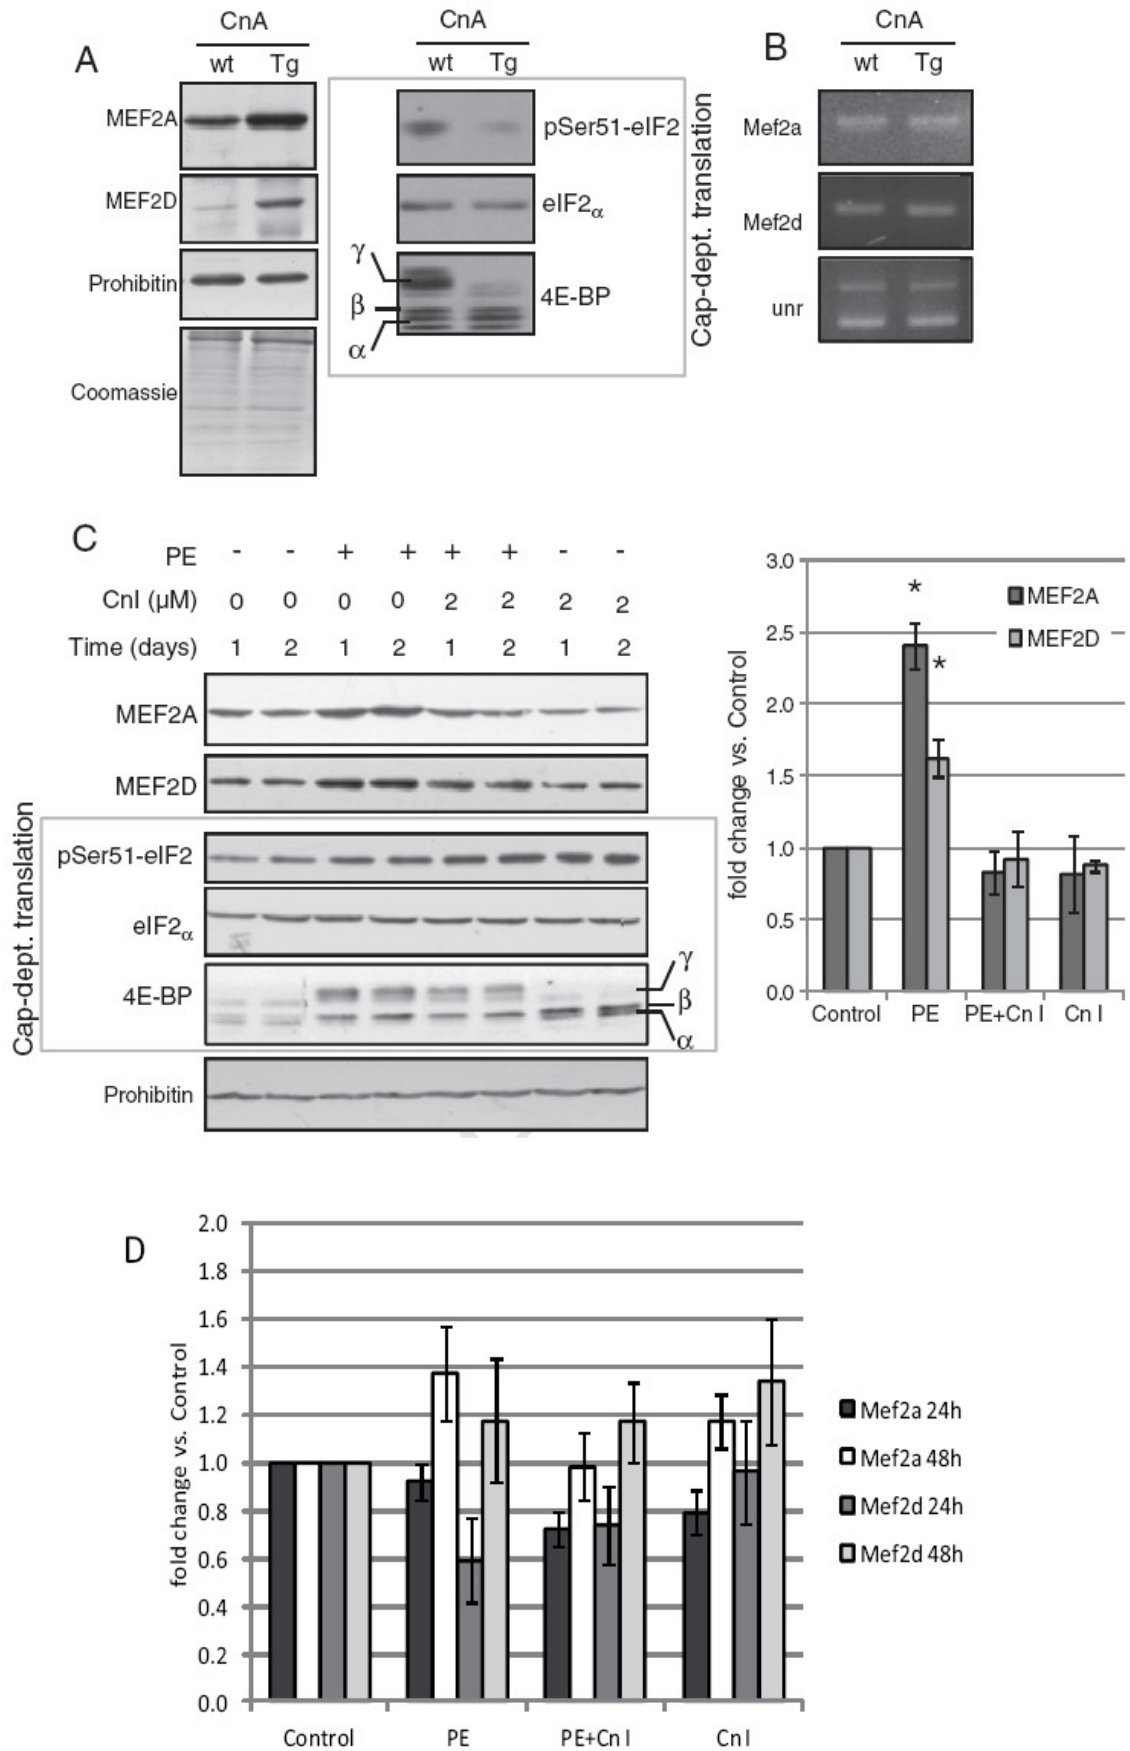 A
CnA
wt Tg
MEF2A
MEF2D
Prohibitin
Coomassie
CnA
wt Tg
pSer51-eIF2
eIF2α
γ
β
α
4E-BP
Cap-dept. translation
B
CnA
wt Tg
Mef2a
Mef2d
unr
C
PE - - + + + + - -
CnI (µM) 0 0 0 0 2 2 2 2
Time (days) 1 2 1 2 1 2 1 2
MEF2A
MEF2D
pSer51-eIF2
eIF2α
4E-BP
γ
β
α
Prohibitin
Cap-dept. translation
fold change vs. Control
3.0
2.5
2.0
1.5
1.0
0.5
0.0
* *
MEF2A
MEF2D
Control PE PE+Cn I Cn I
D
fold change vs. Control
2.0
1.8
1.6
1.4
1.2
1.0
0.8
0.6
0.4
0.2
0.0
Control PE PE+Cn I Cn I
Mef2a 24h
Mef2a 48h
Mef2d 24h
Mef2d 48h